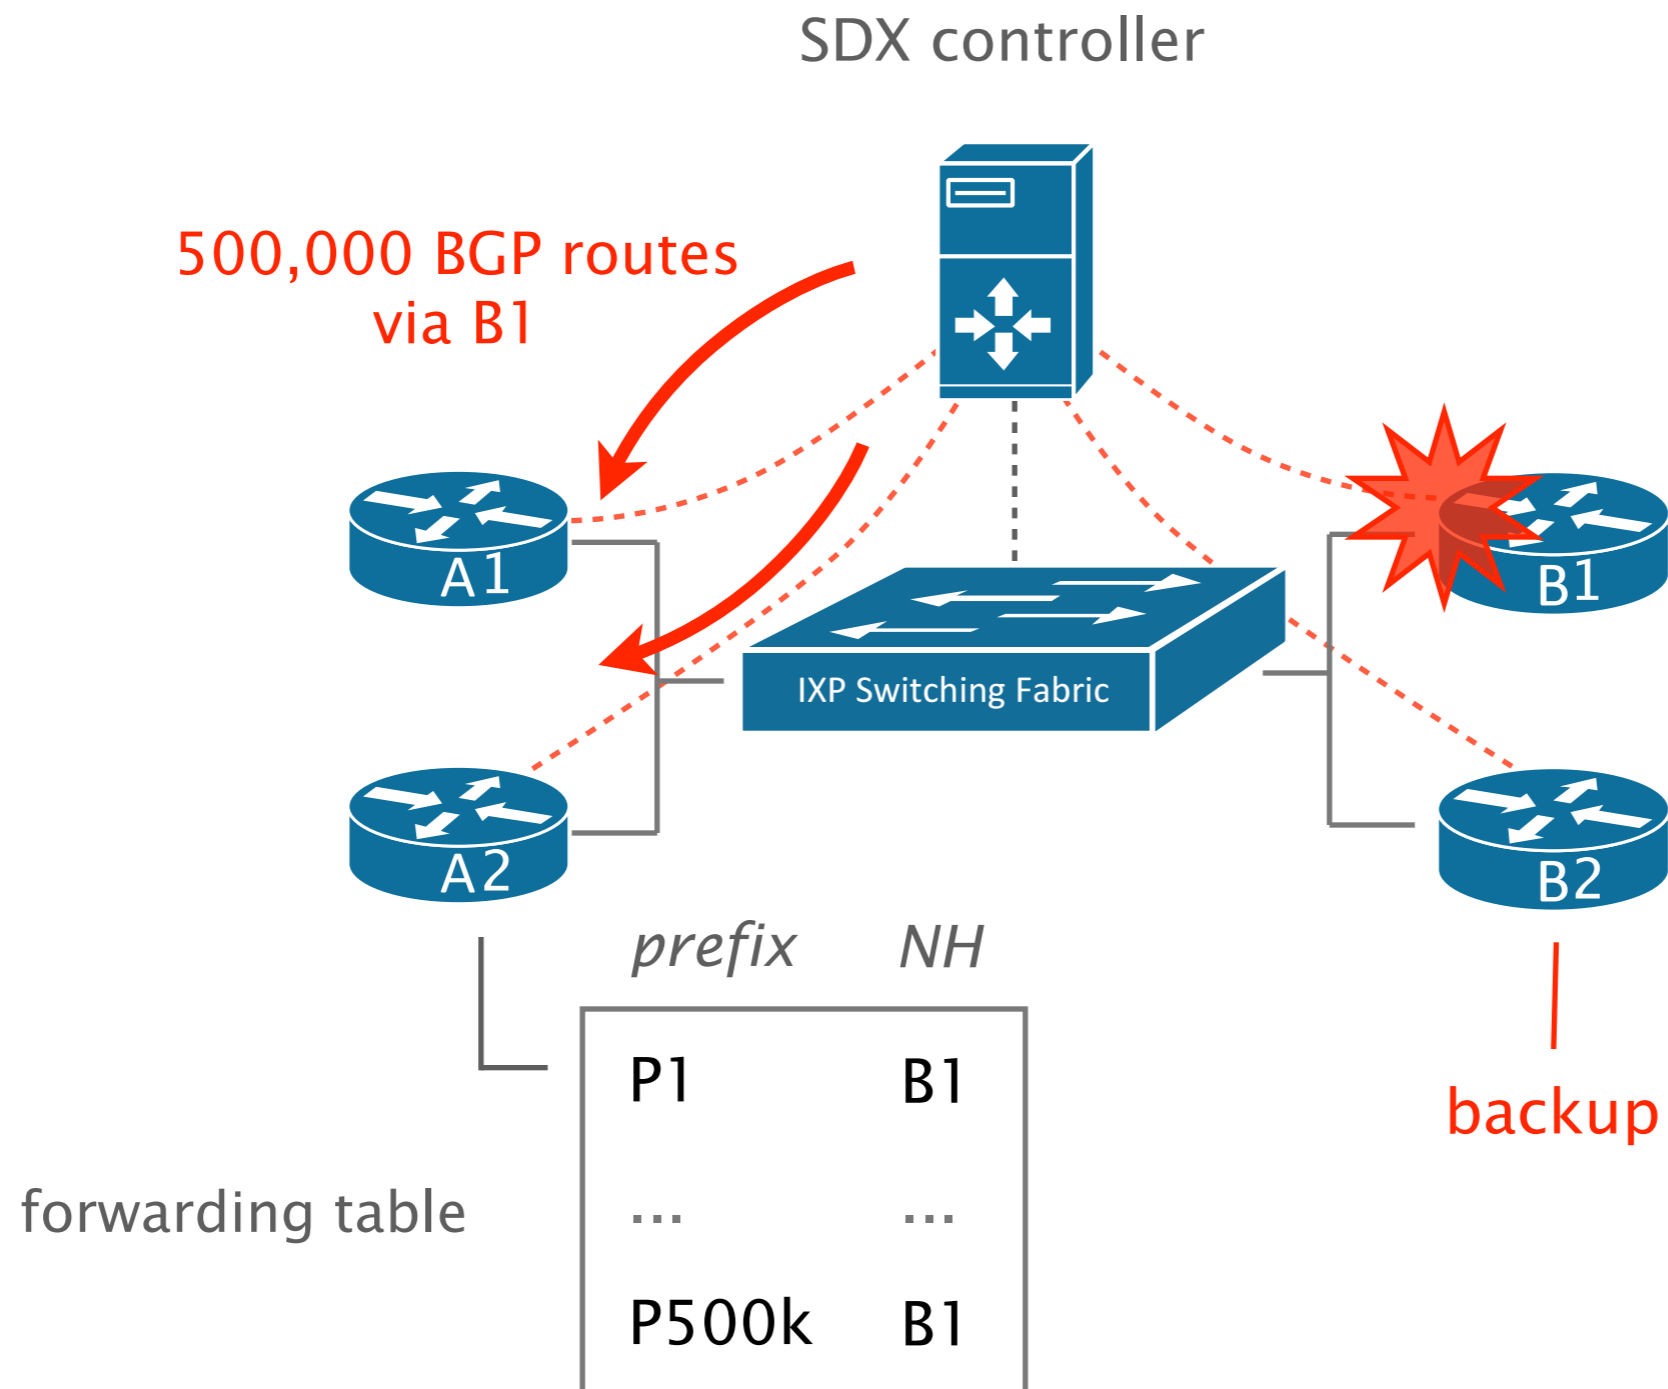 SDX controller
500,000 BGP routes
via B1
A1
B1
IXP Switching Fabric
A2
B2
prefix NH
P1 B1
backup
... ...
forwarding table
P500k B1